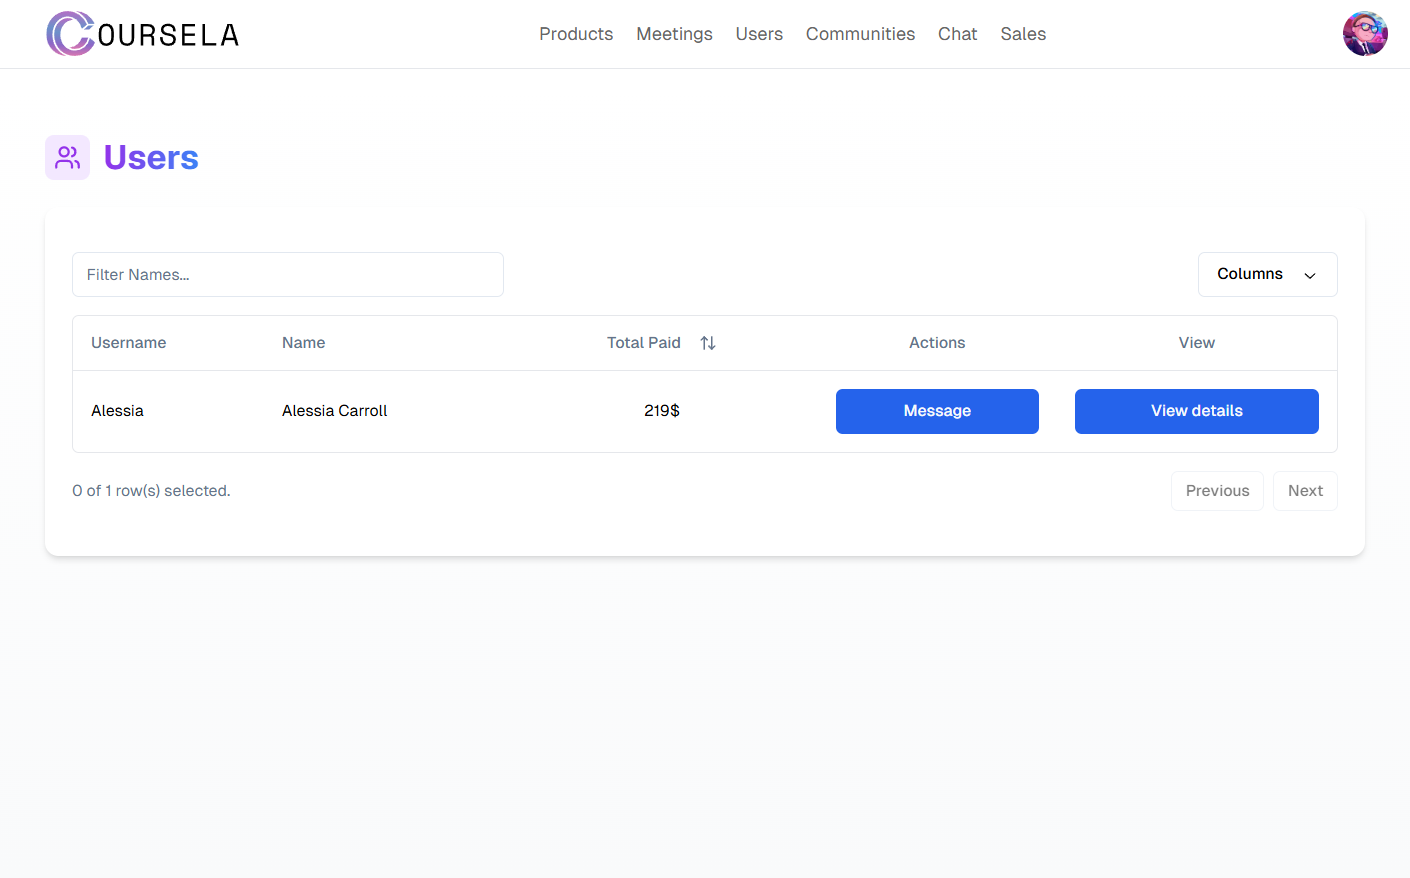 COURSELA
Products Meetings Users Communities Chat Sales
Users
Filter Names...
Columns
Username Name Total Paid Actions View
Alessia Alessia Carroll 219$ Message View details
0 of 1 row(s) selected.
Previous Next